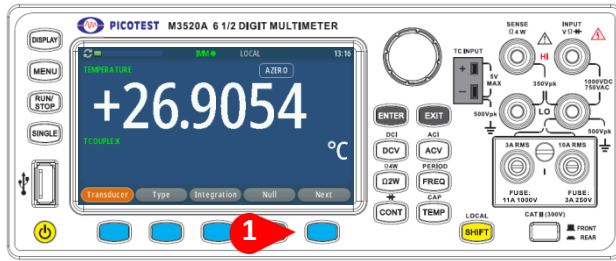 PICOTEST M3520A 6 1/2 DIGIT MULTIMETER
DISPLAY
MENU
RUN/
STOP
SINGLE
IMM
LOCAL
13:16
TEMPERATURE
AZERO
+26.9054
°C
TCOUPLE:K
Transducer
Type
Integration
Null
Next
1
ENTER
EXIT
DCI
ACI
DCV
ACV
Ω4W
PERIOD
Ω2W
FREQ
CAP
CONT
TEMP
LOCAL
SHIFT
TC INPUT
+
-
5V
MAX
SENSE
Ω 4 W
INPUT
V Ω
HI
350Vpk
1000VDC
750VAC
LO
500Vpk
500Vpk
3A RMS
10A RMS
I
FUSE:
11A 1000V
FUSE:
3A 250V
CAT II (300V)
FRONT
REAR